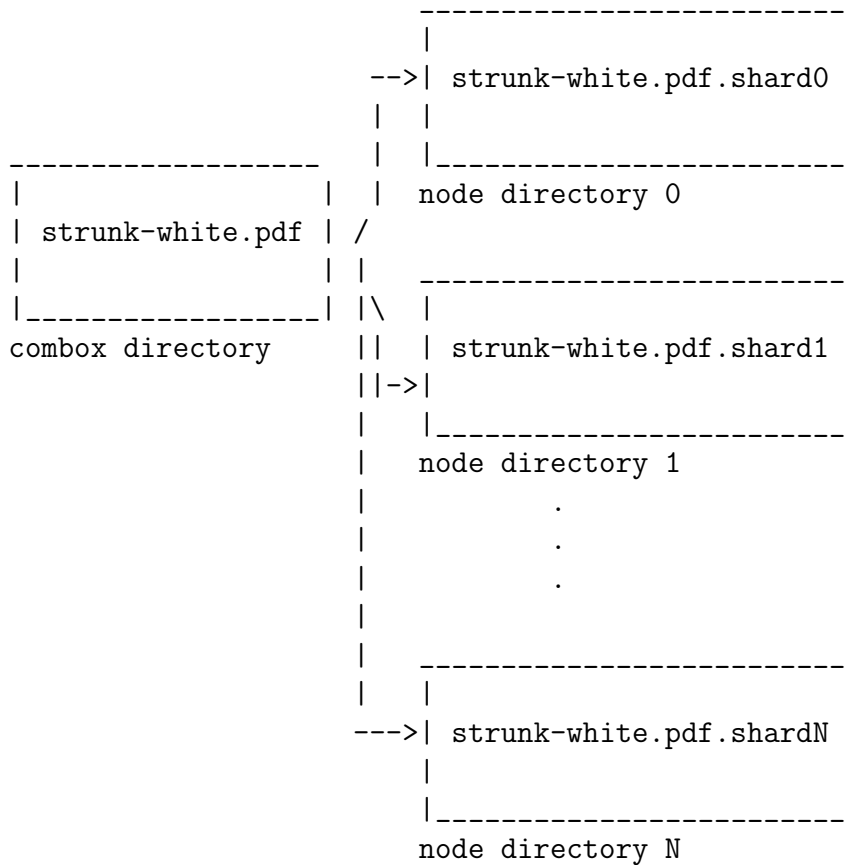 strunk-white.pdf.shard0
node directory 0
strunk-white.pdf
combox directory
strunk-white.pdf.shard1
node directory 1
.
.
.
strunk-white.pdf.shardN
node directory N